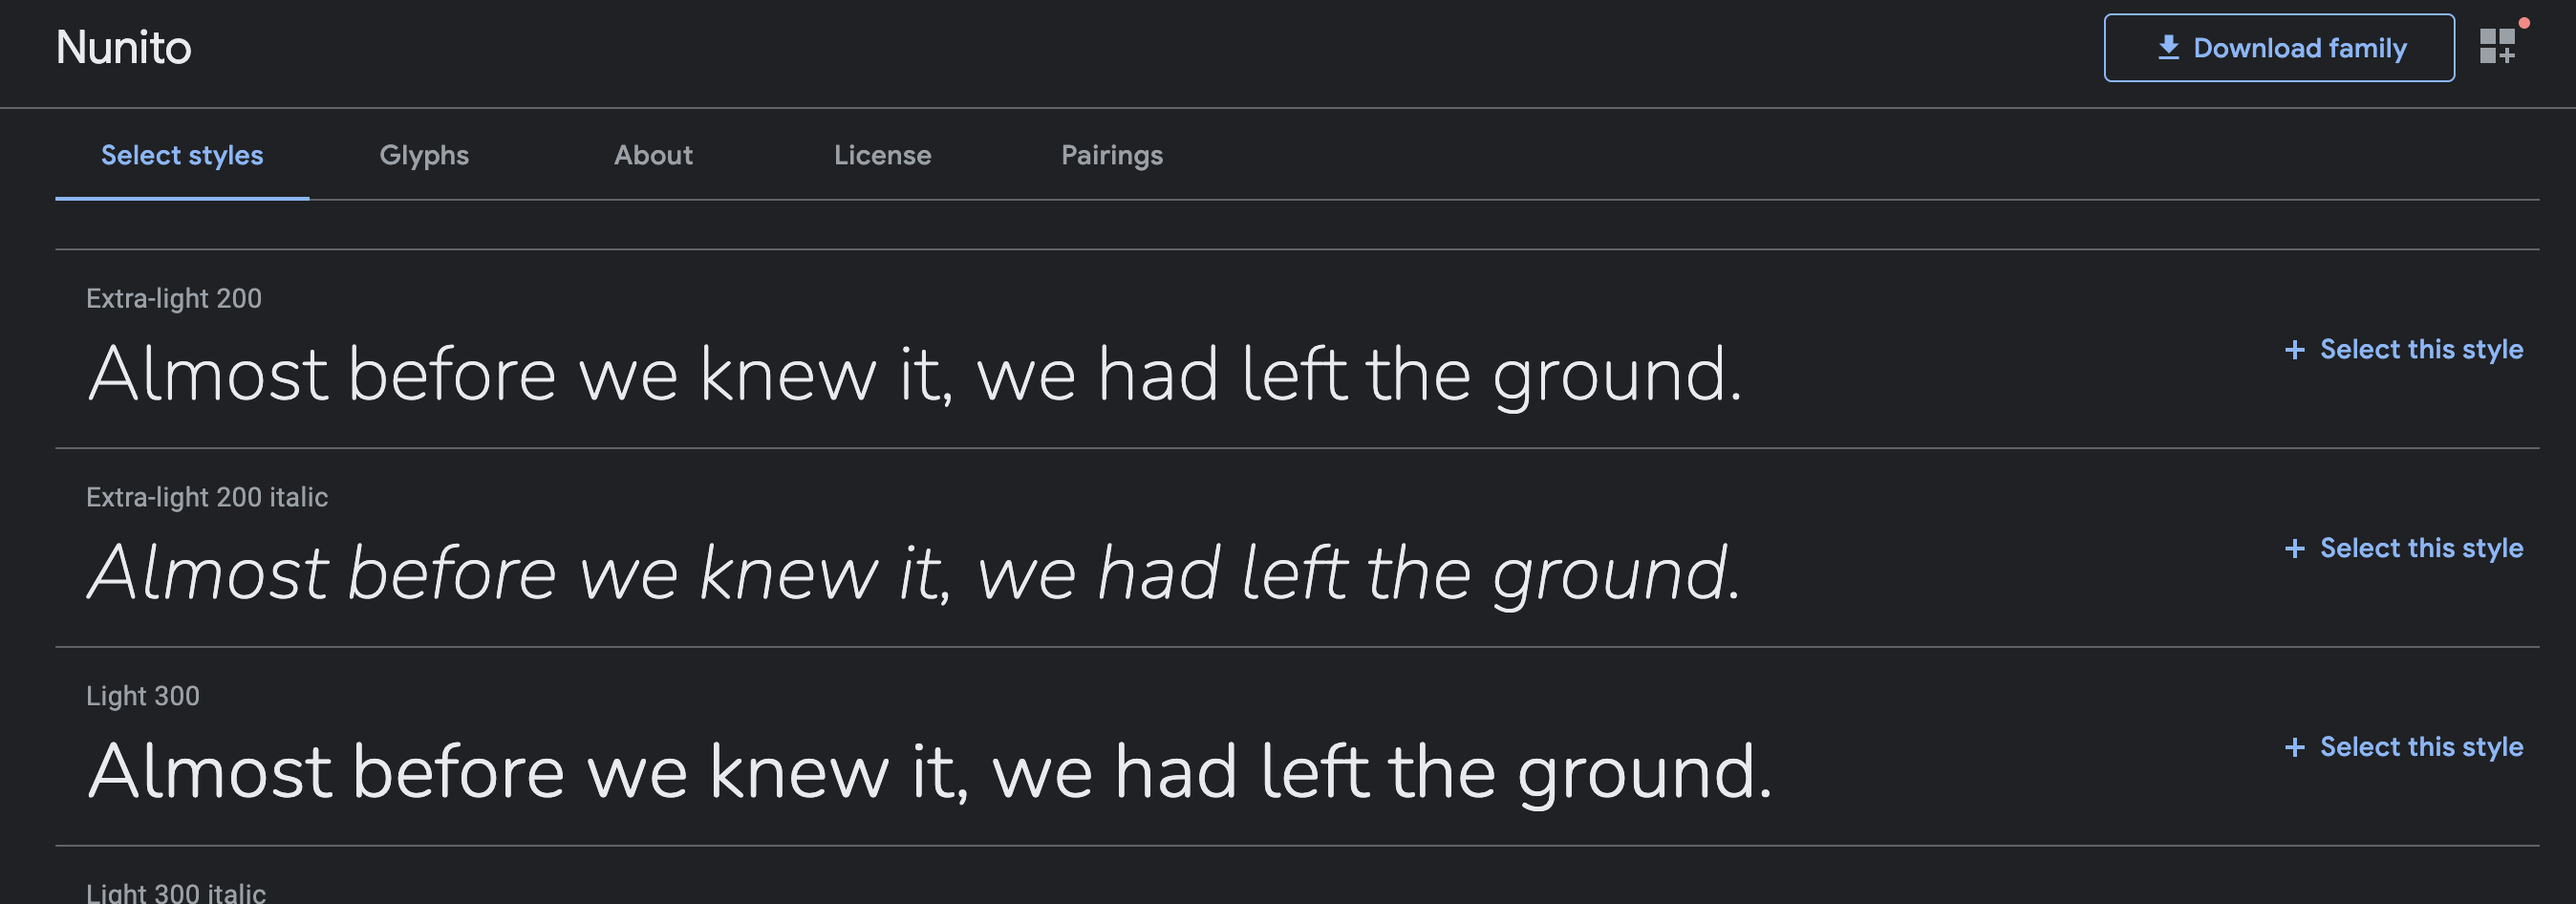 Nunito
Download family
Select styles Glyphs About License Pairings
Extra-light 200
Almost before we knew it, we had left the ground.
+ Select this style
Extra-light 200 italic
Almost before we knew it, we had left the ground.
+ Select this style
Light 300
Almost before we knew it, we had left the ground.
+ Select this style
Light 300 italic